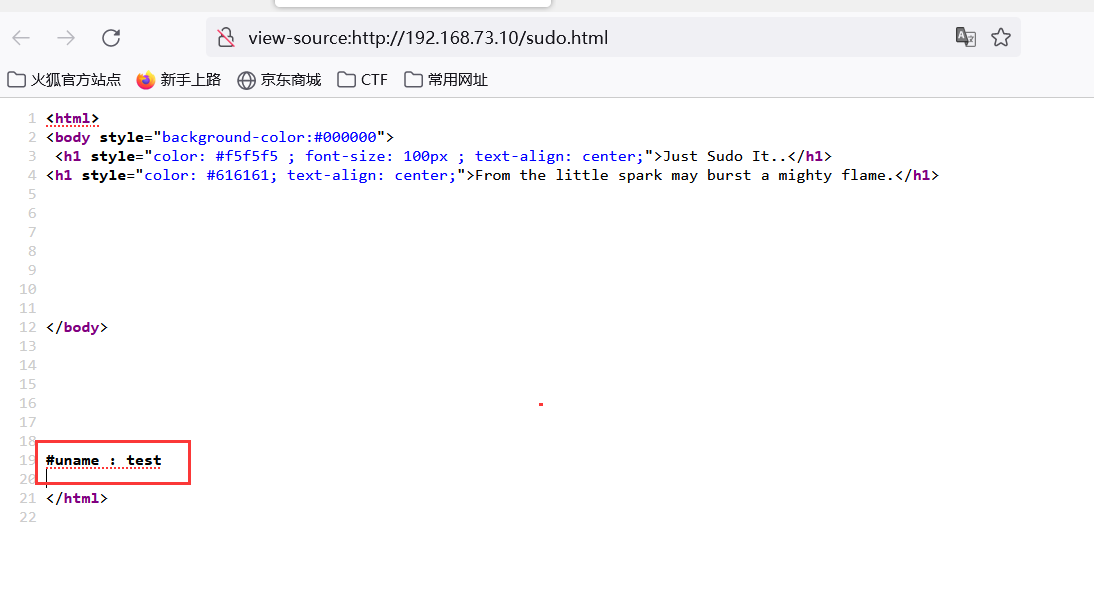 view-source:http://192.168.73.10/sudo.html
火狐官方站点 新手上路 京东商城 CTF 常用网址
1 <html>
2 <body style="background-color:#000000">
3  <h1 style="color: #f5f5f5 ; font-size: 100px ; text-align: center;">Just Sudo It..</h1>
4 <h1 style="color: #616161; text-align: center;">From the little spark may burst a mighty flame.</h1>
5
6
7
8
9
10
11
12 </body>
13
14
15
16
17
18
19 #uname : test
20
21 </html>
22